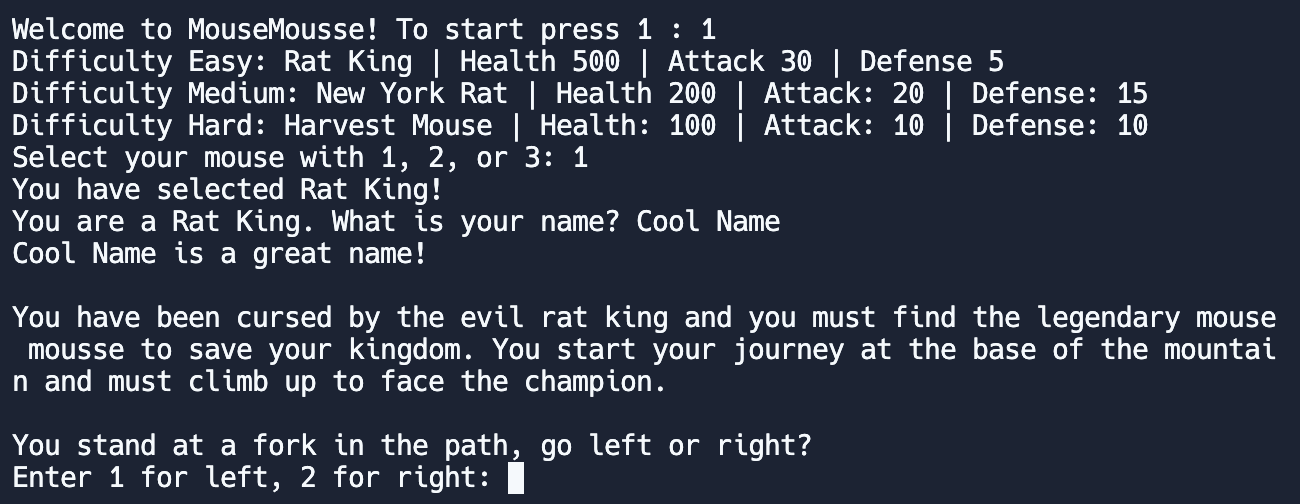 Welcome to MouseMousse! To start press 1 : 1
Difficulty Easy: Rat King | Health 500 | Attack 30 | Defense 5
Difficulty Medium: New York Rat | Health 200 | Attack: 20 | Defense: 15
Difficulty Hard: Harvest Mouse | Health: 100 | Attack: 10 | Defense: 10
Select your mouse with 1, 2, or 3: 1
You have selected Rat King!
You are a Rat King. What is your name? Cool Name
Cool Name is a great name!

You have been cursed by the evil rat king and you must find the legendary mouse
 mousse to save your kingdom. You start your journey at the base of the mountai
n and must climb up to face the champion.

You stand at a fork in the path, go left or right?
Enter 1 for left, 2 for right: